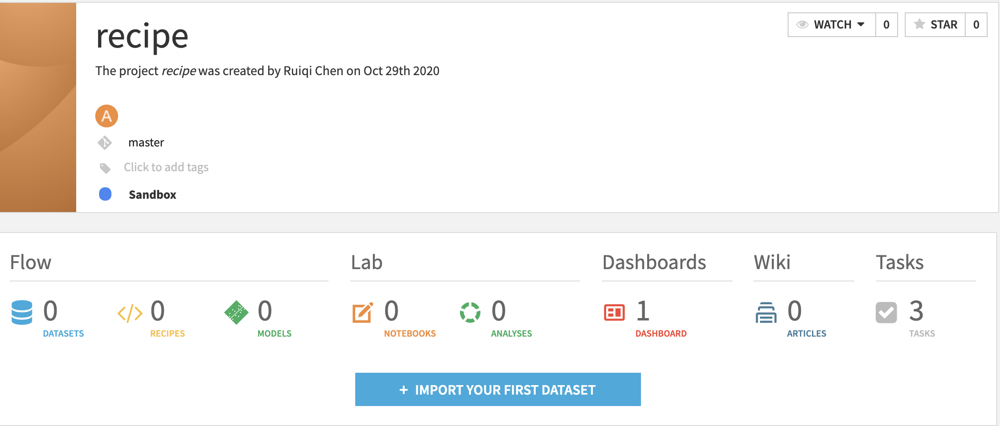 recipe
WATCH 0 STAR 0
The project recipe was created by Ruiqi Chen on Oct 29th 2020
A
master
Click to add tags
Sandbox
Flow Lab Dashboards Wiki Tasks
0 0 0 0 0 1 0 3
DATASETS RECIPES MODELS NOTEBOOKS ANALYSES DASHBOARD ARTICLES TASKS
+ IMPORT YOUR FIRST DATASET